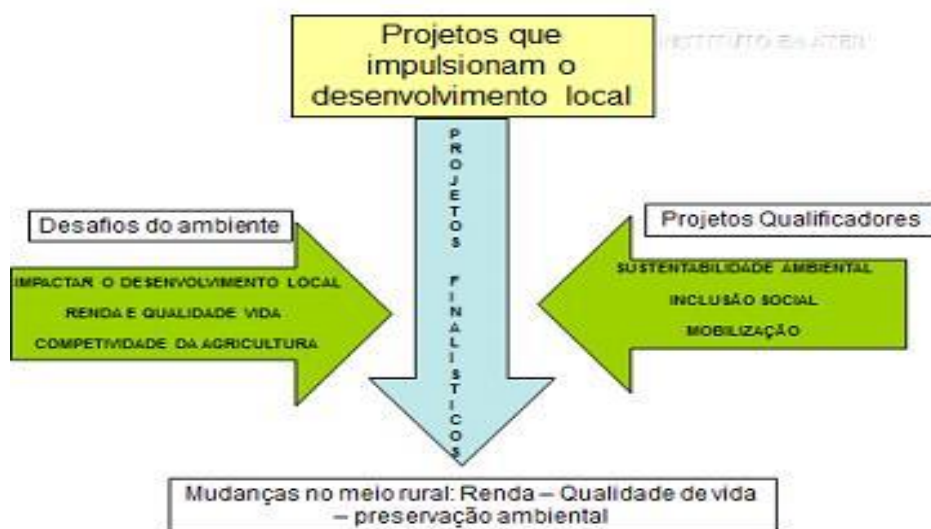 Projetos que
impulsionam o
desenvolvimento local
PROJETOS FINALISTICOS
Desafios do ambiente
IMPACTAR O DESENVOLVIMENTO LOCAL
RENDA E QUALIDADE VIDA
COMPETIVIDADE DA AGRICULTURA
Projetos Qualificadores
SUSTENTABILIDADE AMBIENTAL
INCLUSÃO SOCIAL
MOBILIZAÇÃO
Mudanças no meio rural: Renda – Qualidade de vida
– preservação ambiental